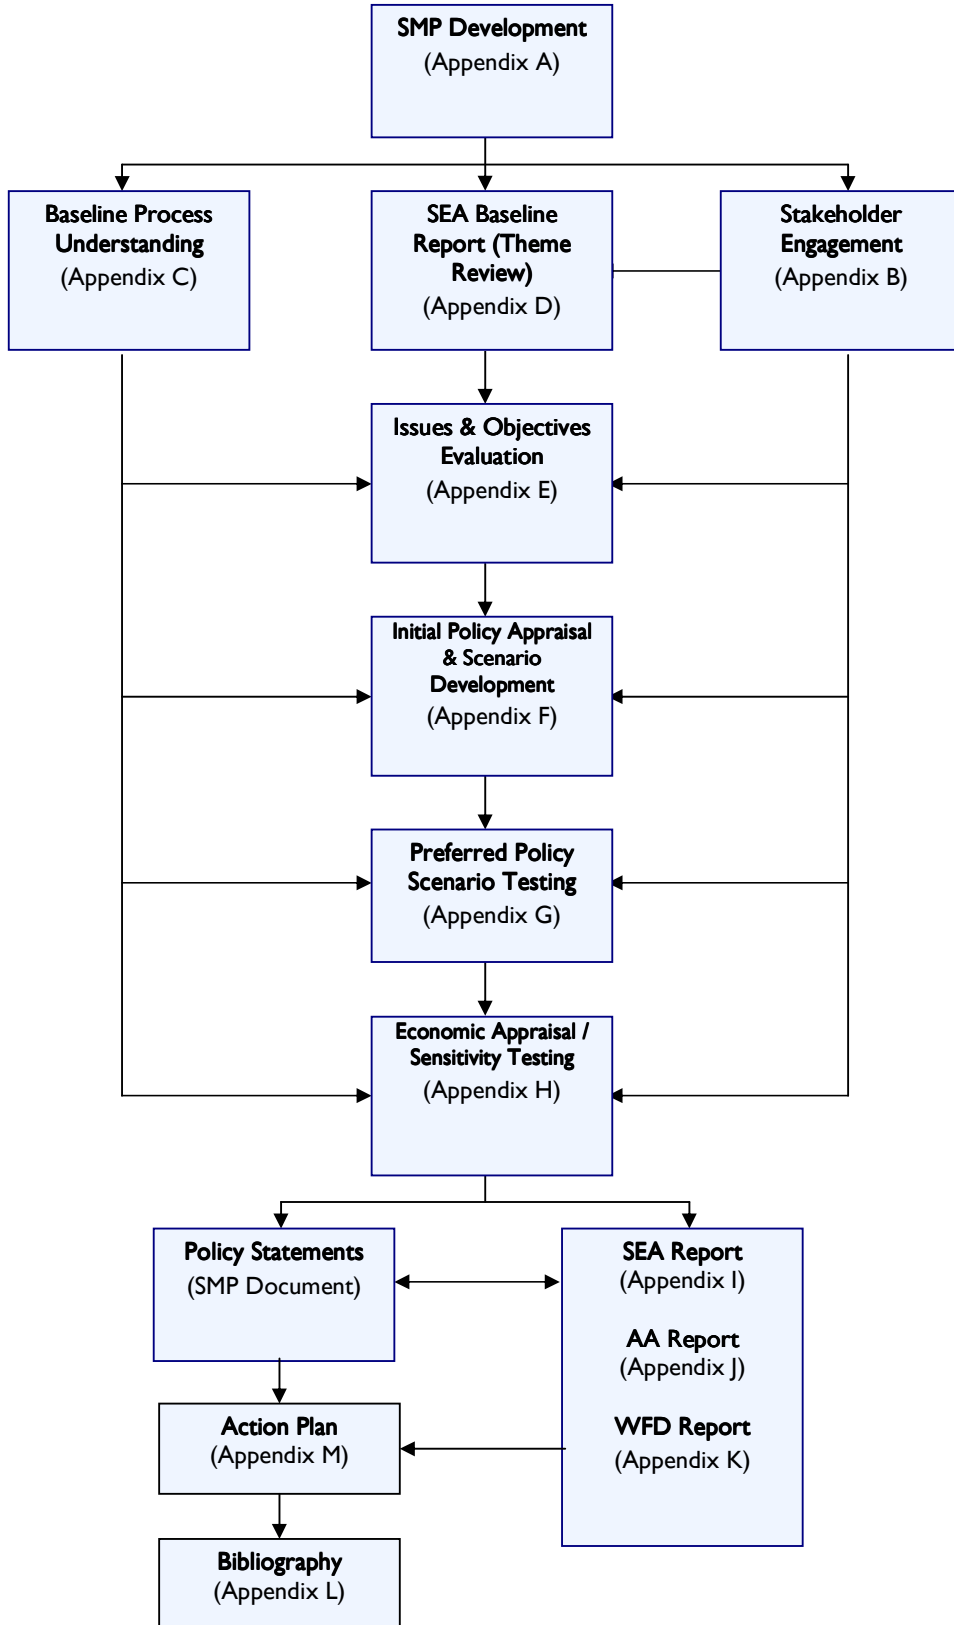 SMP Development
(Appendix A)
Baseline Process
Understanding
(Appendix C)
SEA Baseline
Report (Theme
Review)
(Appendix D)
Stakeholder
Engagement
(Appendix B)
Issues & Objectives
Evaluation
(Appendix E)
Initial Policy Appraisal
& Scenario
Development
(Appendix F)
Preferred Policy
Scenario Testing
(Appendix G)
Economic Appraisal /
Sensitivity Testing
(Appendix H)
Policy Statements
(SMP Document)
SEA Report
(Appendix I)
AA Report
(Appendix J)
WFD Report
(Appendix K)
Action Plan
(Appendix M)
Bibliography
(Appendix L)